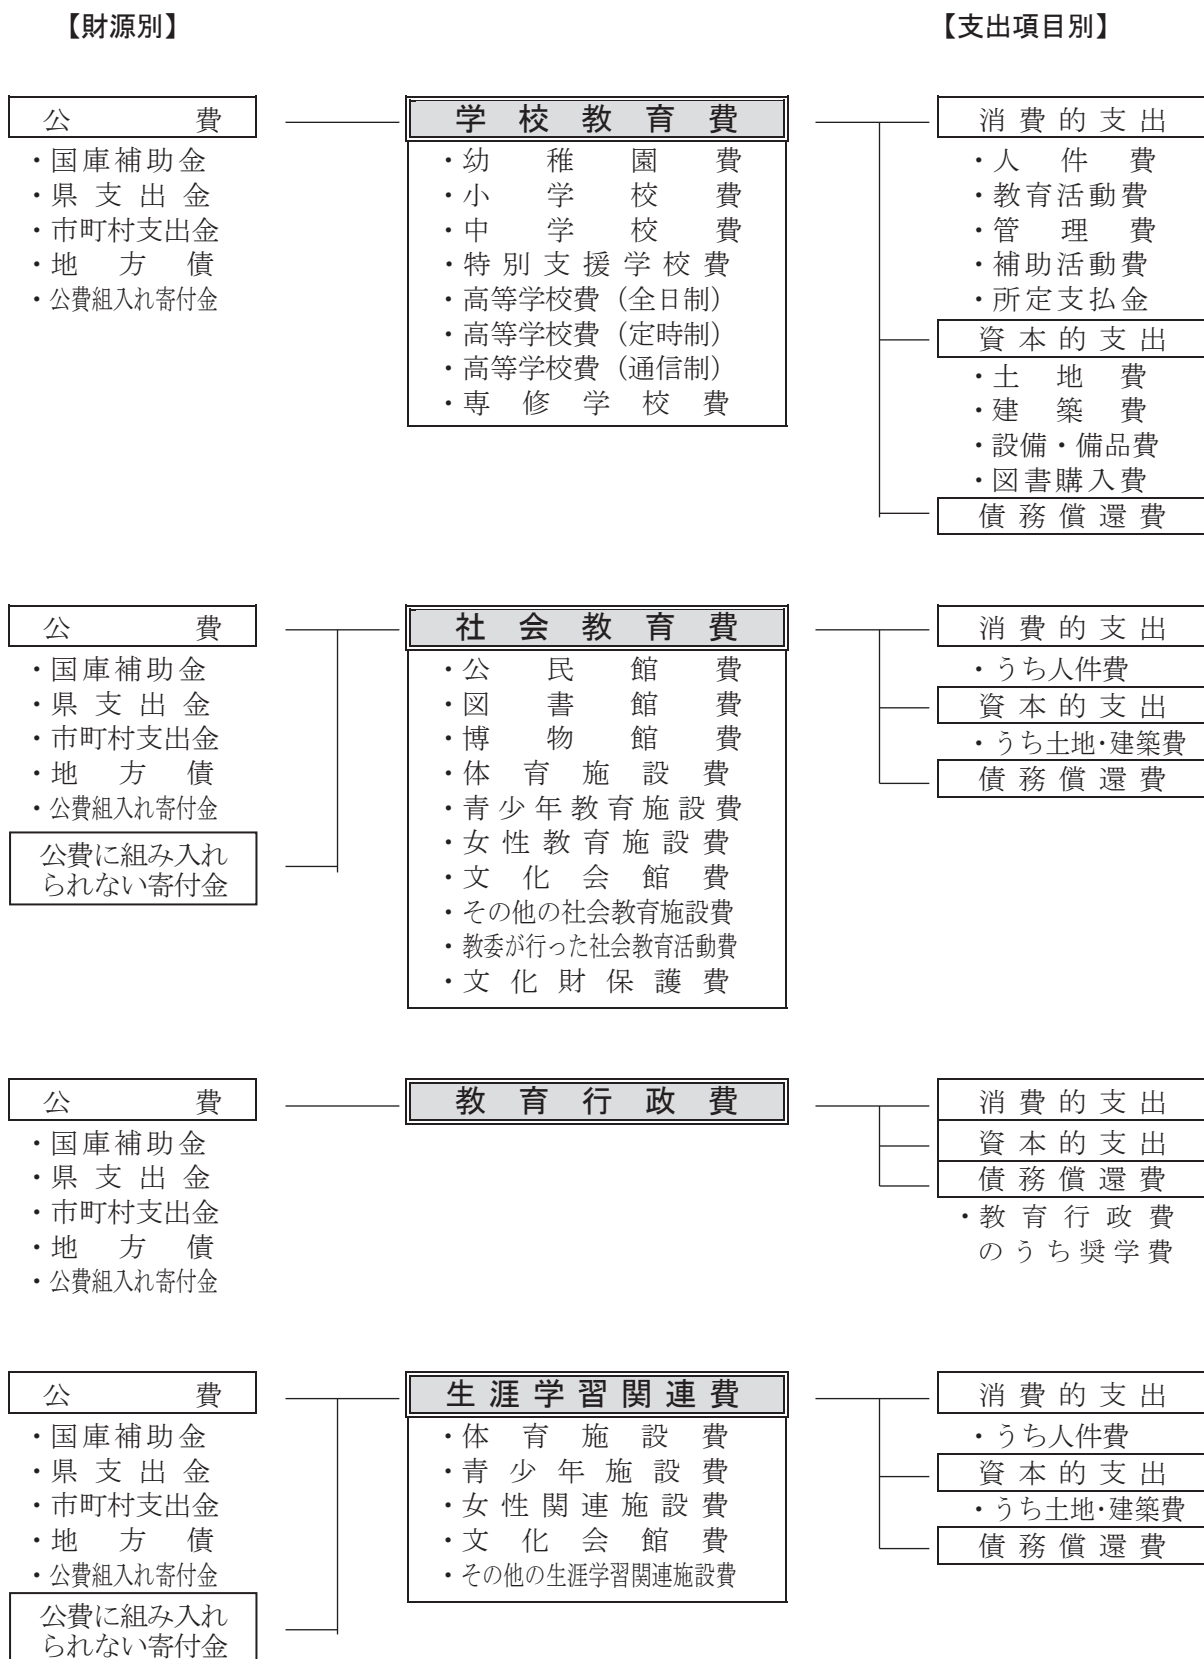 【財源別】
【支出項目別】
公費
・国庫補助金
・県支出金
・市町村支出金
・地方債
・公費組入れ寄付金
学校教育費
・幼稚園費
・小学校費
・中学校費
・特別支援学校費
・高等学校費（全日制）
・高等学校費（定時制）
・高等学校費（通信制）
・専修学校費
消費的支出
・人件費
・教育活動費
・管理費
・補助活動費
・所定支払金
資本的支出
・土地費
・建築費
・設備・備品費
・図書購入費
債務償還費
公費
・国庫補助金
・県支出金
・市町村支出金
・地方債
・公費組入れ寄付金
公費に組み入れ
られない寄付金
社会教育費
・公民館費
・図書館費
・博物館費
・体育施設費
・青少年教育施設費
・女性教育施設費
・文化会館費
・その他の社会教育施設費
・教委が行った社会教育活動費
・文化財保護費
消費的支出
・うち人件費
資本的支出
・うち土地･建築費
債務償還費
公費
・国庫補助金
・県支出金
・市町村支出金
・地方債
・公費組入れ寄付金
教育行政費
消費的支出
資本的支出
債務償還費
・教育行政費
のうち奨学費
公費
・国庫補助金
・県支出金
・市町村支出金
・地方債
・公費組入れ寄付金
公費に組み入れ
られない寄付金
生涯学習関連費
・体育施設費
・青少年施設費
・女性関連施設費
・文化会館費
・その他の生涯学習関連施設費
消費的支出
・うち人件費
資本的支出
・うち土地･建築費
債務償還費